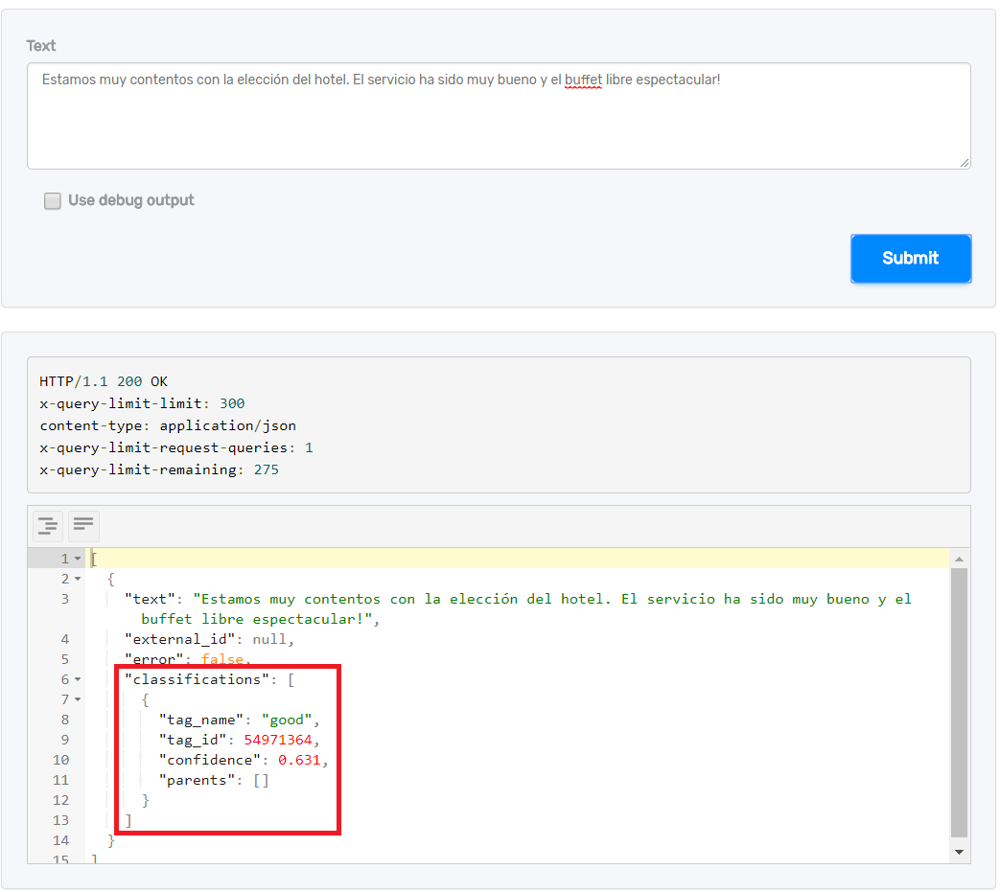 Text
Estamos muy contentos con la elección del hotel. El servicio ha sido muy bueno y el buffet libre espectacular!
Use debug output
Submit
HTTP/1.1 200 OK
x-query-limit-limit: 300
content-type: application/json
x-query-limit-request-queries: 1
x-query-limit-remaining: 275
1 [
2 {
3 "text": "Estamos muy contentos con la elección del hotel. El servicio ha sido muy bueno y el
buffet libre espectacular!",
4 "external_id": null,
5 "error": false,
6 "classifications": [
7 {
8 "tag_name": "good",
9 "tag_id": 54971364,
10 "confidence": 0.631,
11 "parents": []
12 }
13 ]
14 }
15 ]